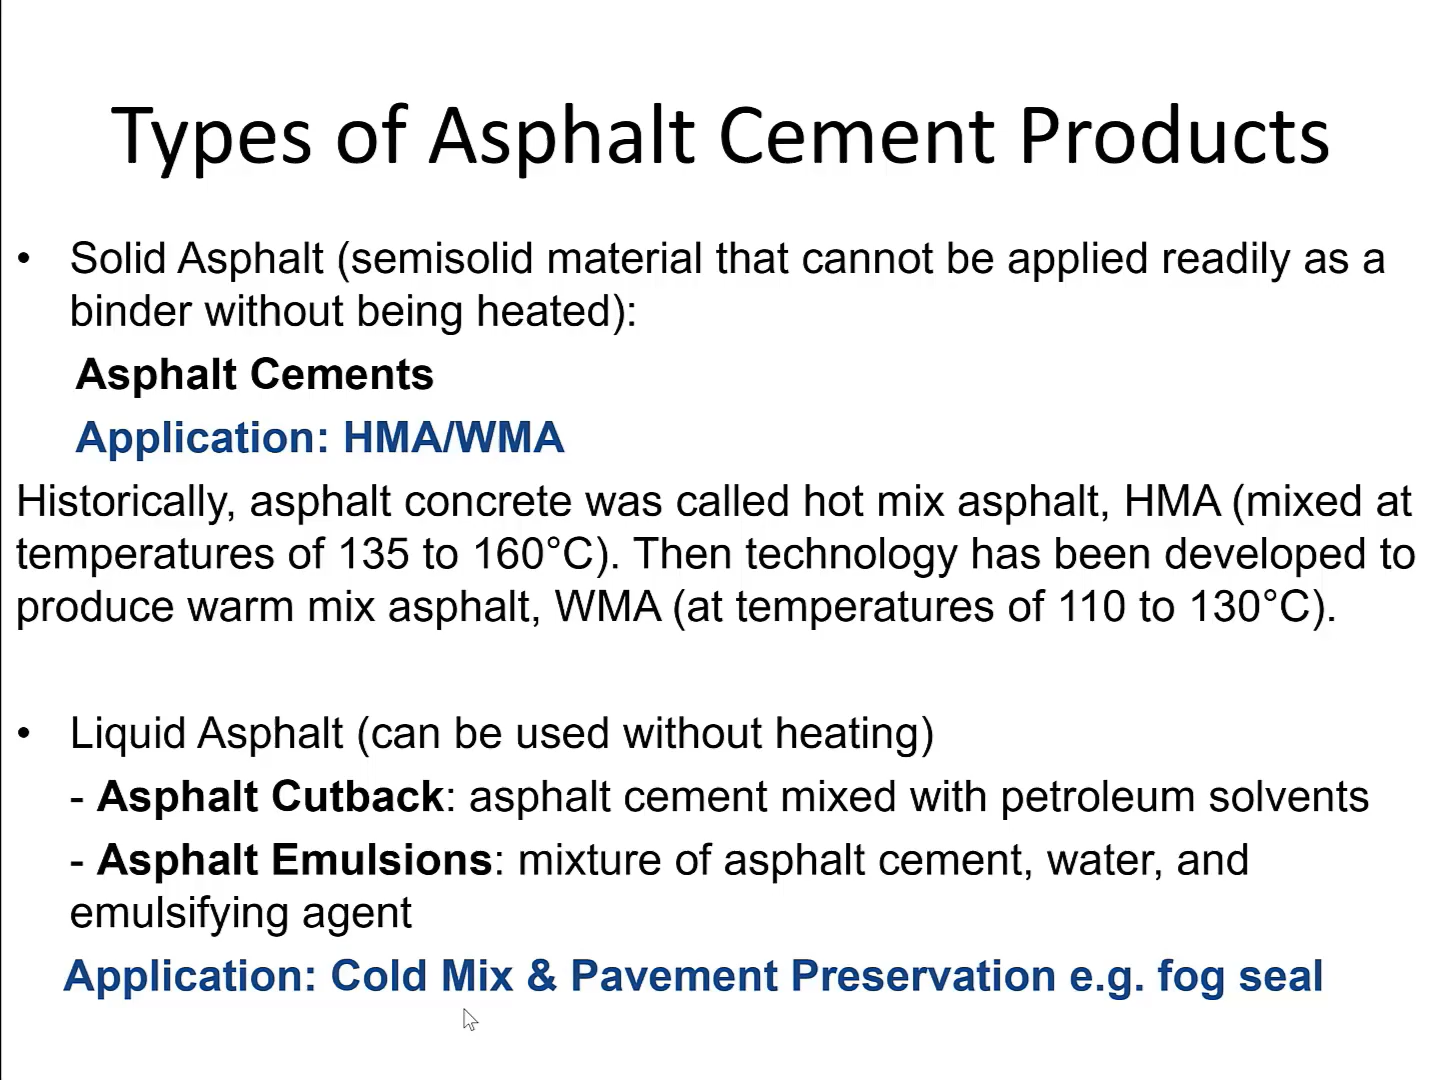 Types of Asphalt Cement Products
• Solid Asphalt (semisolid material that cannot be applied readily as a
binder without being heated):
Asphalt Cements
Application: HMA/WMA
Historically, asphalt concrete was called hot mix asphalt, HMA (mixed at
temperatures of 135 to 160°C). Then technology has been developed to
produce warm mix asphalt, WMA (at temperatures of 110 to 130°C).
• Liquid Asphalt (can be used without heating)
- Asphalt Cutback: asphalt cement mixed with petroleum solvents
- Asphalt Emulsions: mixture of asphalt cement, water, and
emulsifying agent
Application: Cold Mix & Pavement Preservation e.g. fog seal